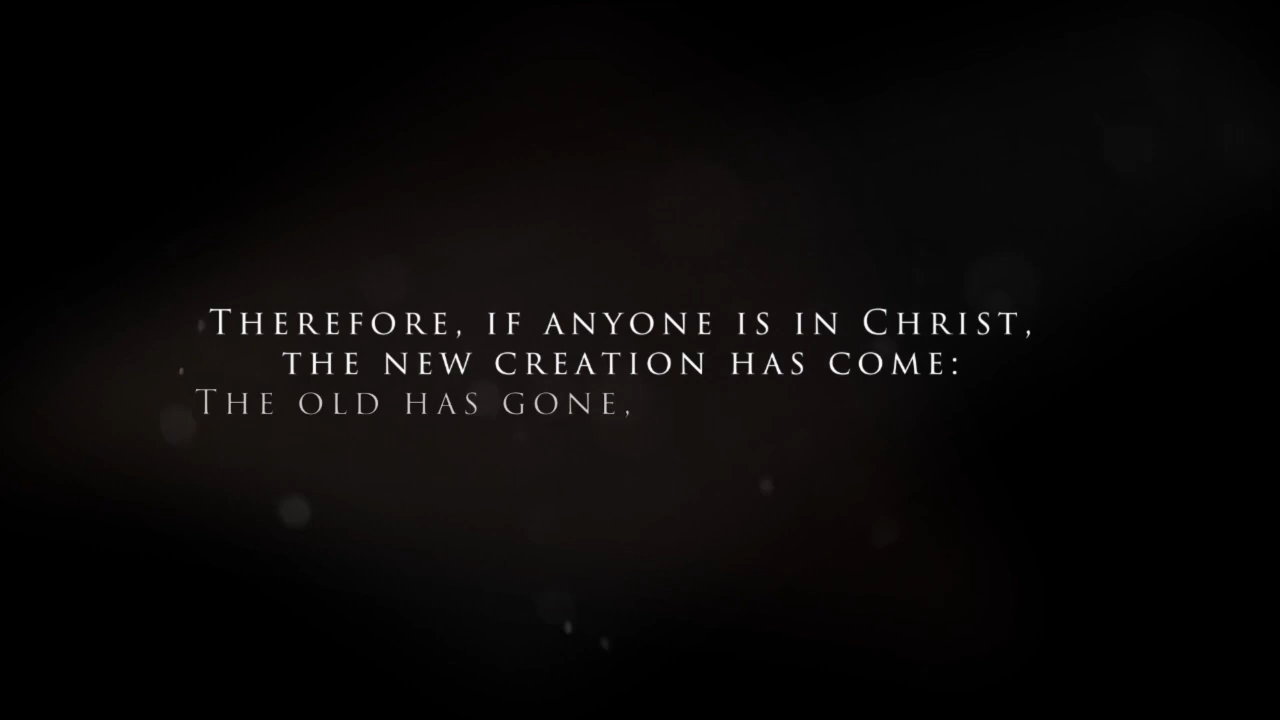 Therefore, if anyone is in Christ,
the new creation has come:
The old has gone,